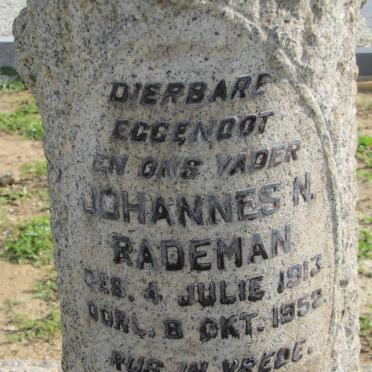 DIERBARE
EGGENOOT
EN ONS VADER
JOHANNES N.
RADEMAN
GEB. 4. JULIE 1913.
OORL. 8 OKT. 1952.
RUS IN VREDE.